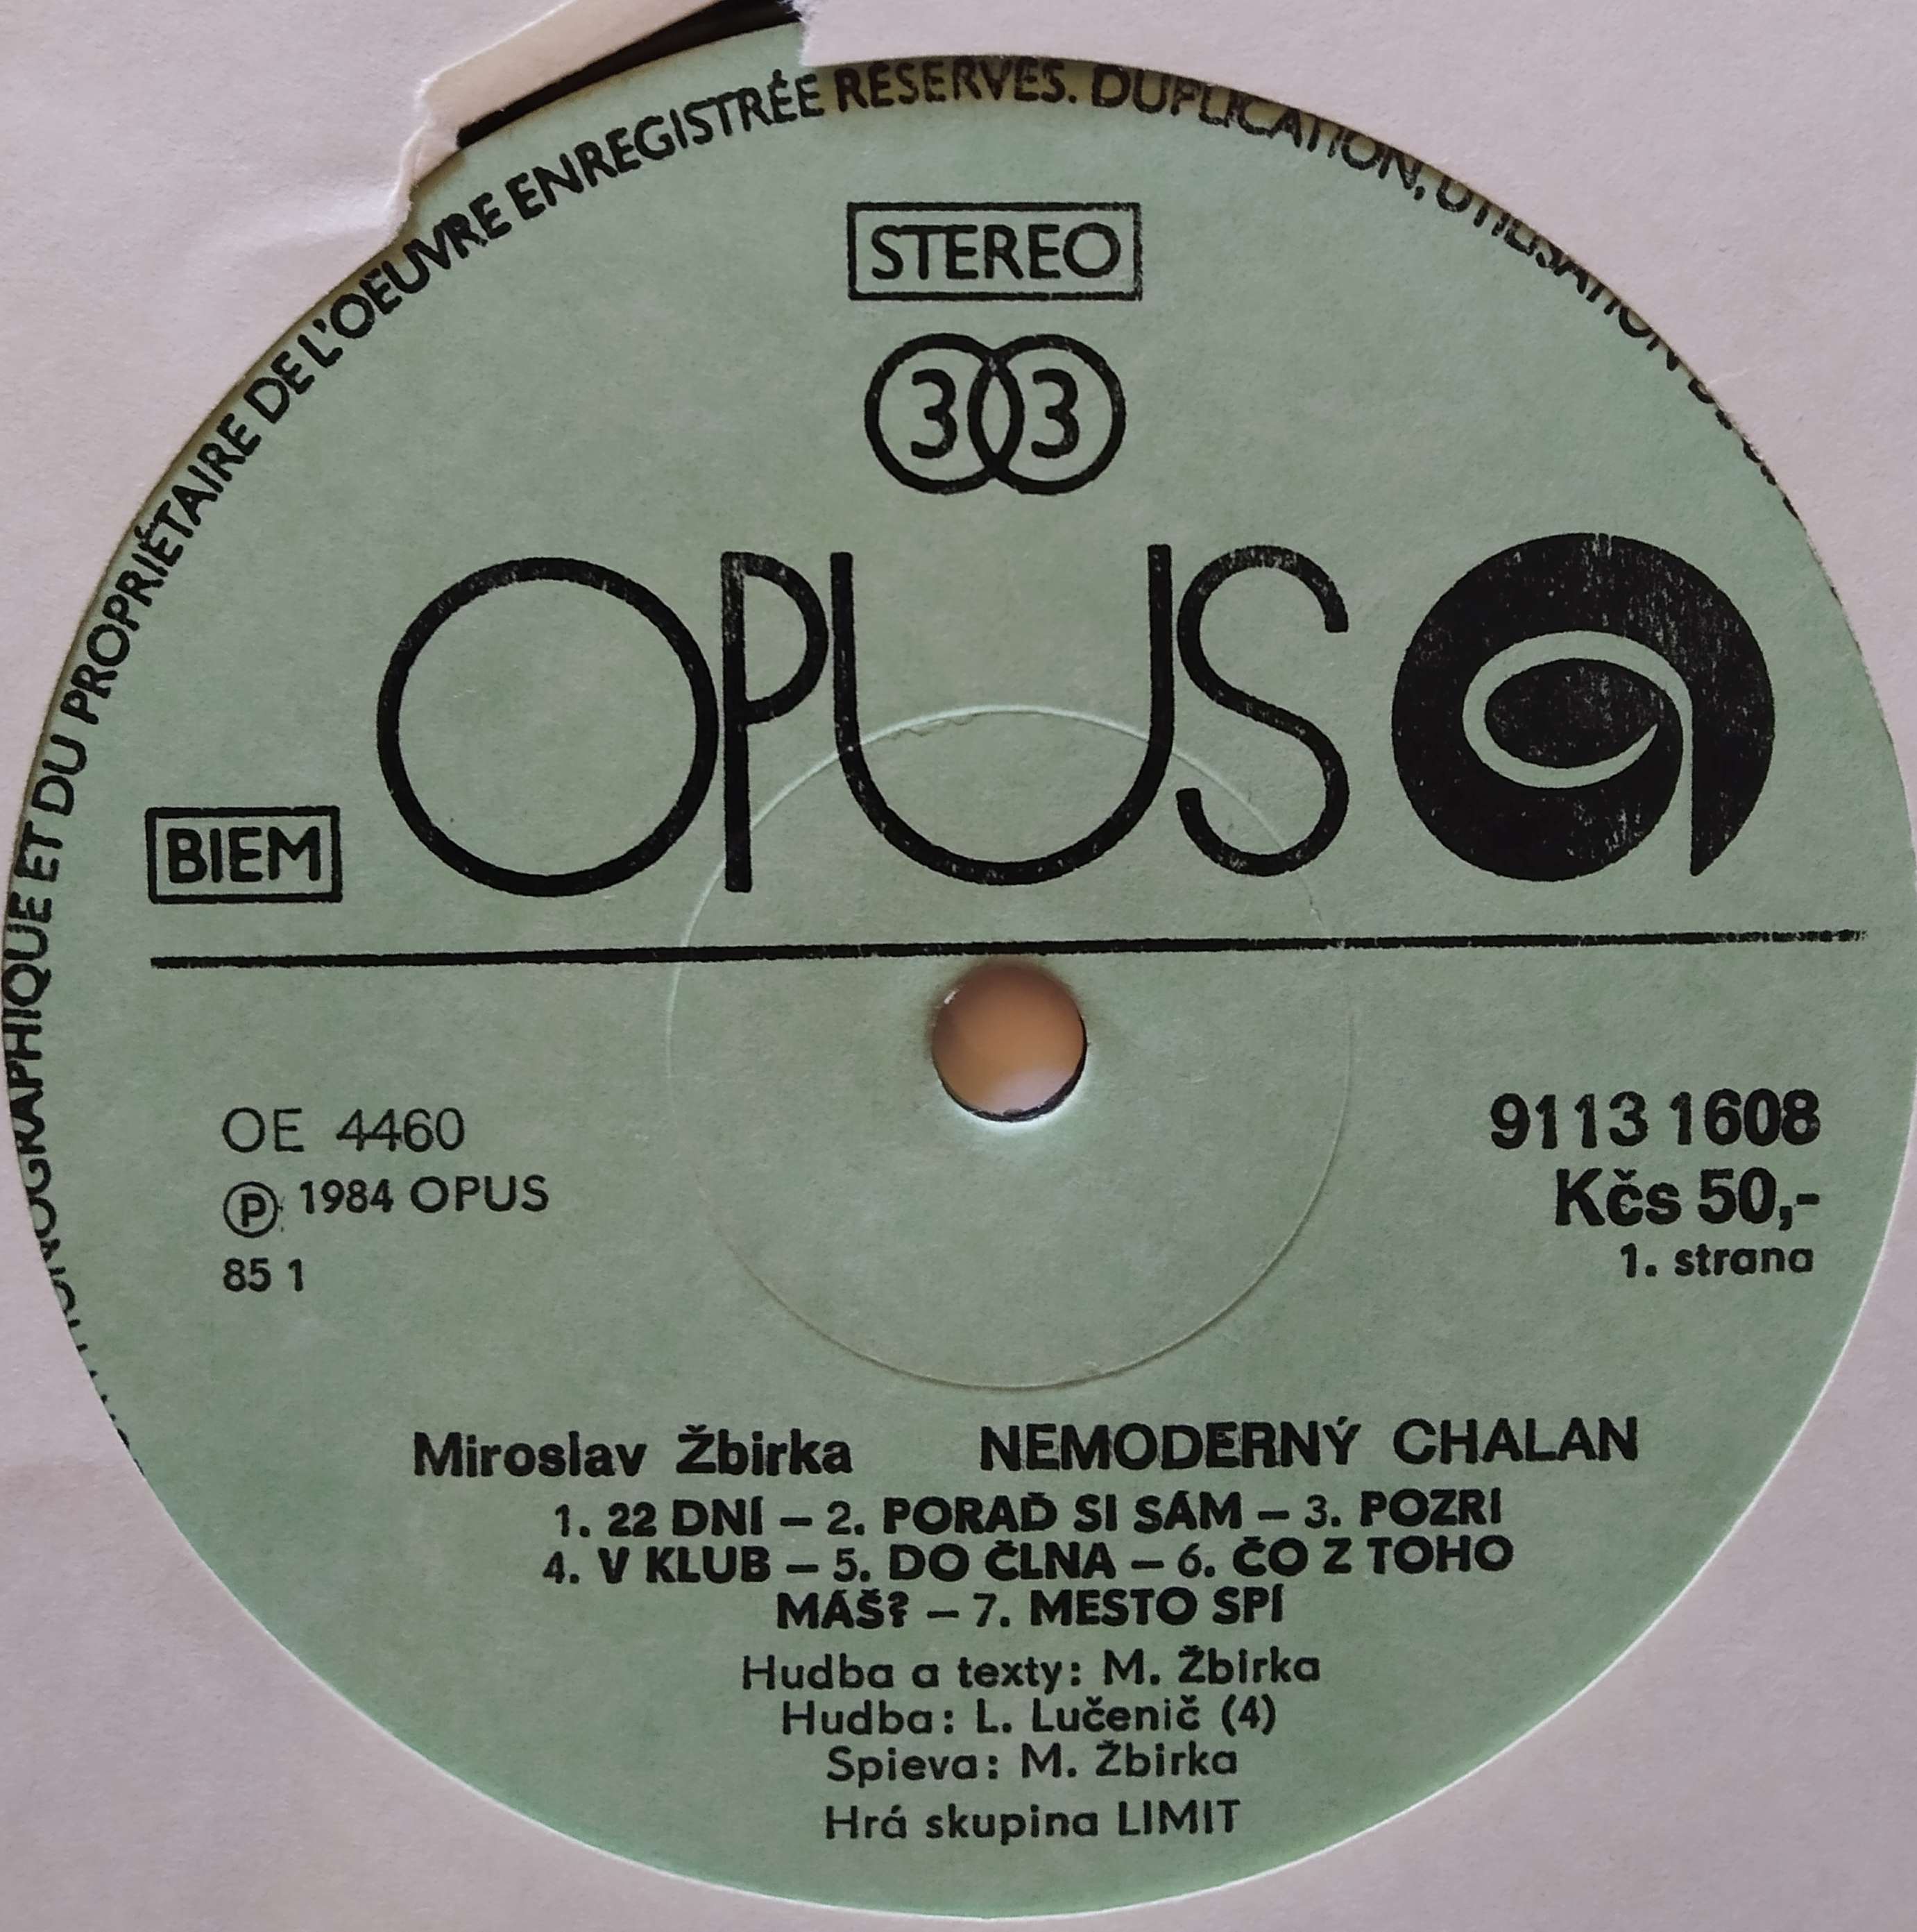 PHONOGRAPHIQUE ET DU PROPRIÉTAIRE DE L'OEUVRE ENREGISTRÉE RESERVES. DUPLICATION, UTILISATION
STEREO
33
OPUS
BIEM
OE 4460
9113 1608
Ⓟ 1984 OPUS
Kčs 50,-
85 1
1. strana
Miroslav Žbirka NEMODERNÝ CHALAN
1. 22 DNÍ – 2. PORAĎ SI SÁM – 3. POZRI
4. V KLUB – 5. DO ČLNA – 6. ČO Z TOHO
MÁŠ? – 7. MESTO SPÍ
Hudba a texty: M. Žbirka
Hudba: L. Lučenič (4)
Spieva: M. Žbirka
Hrá skupina LIMIT